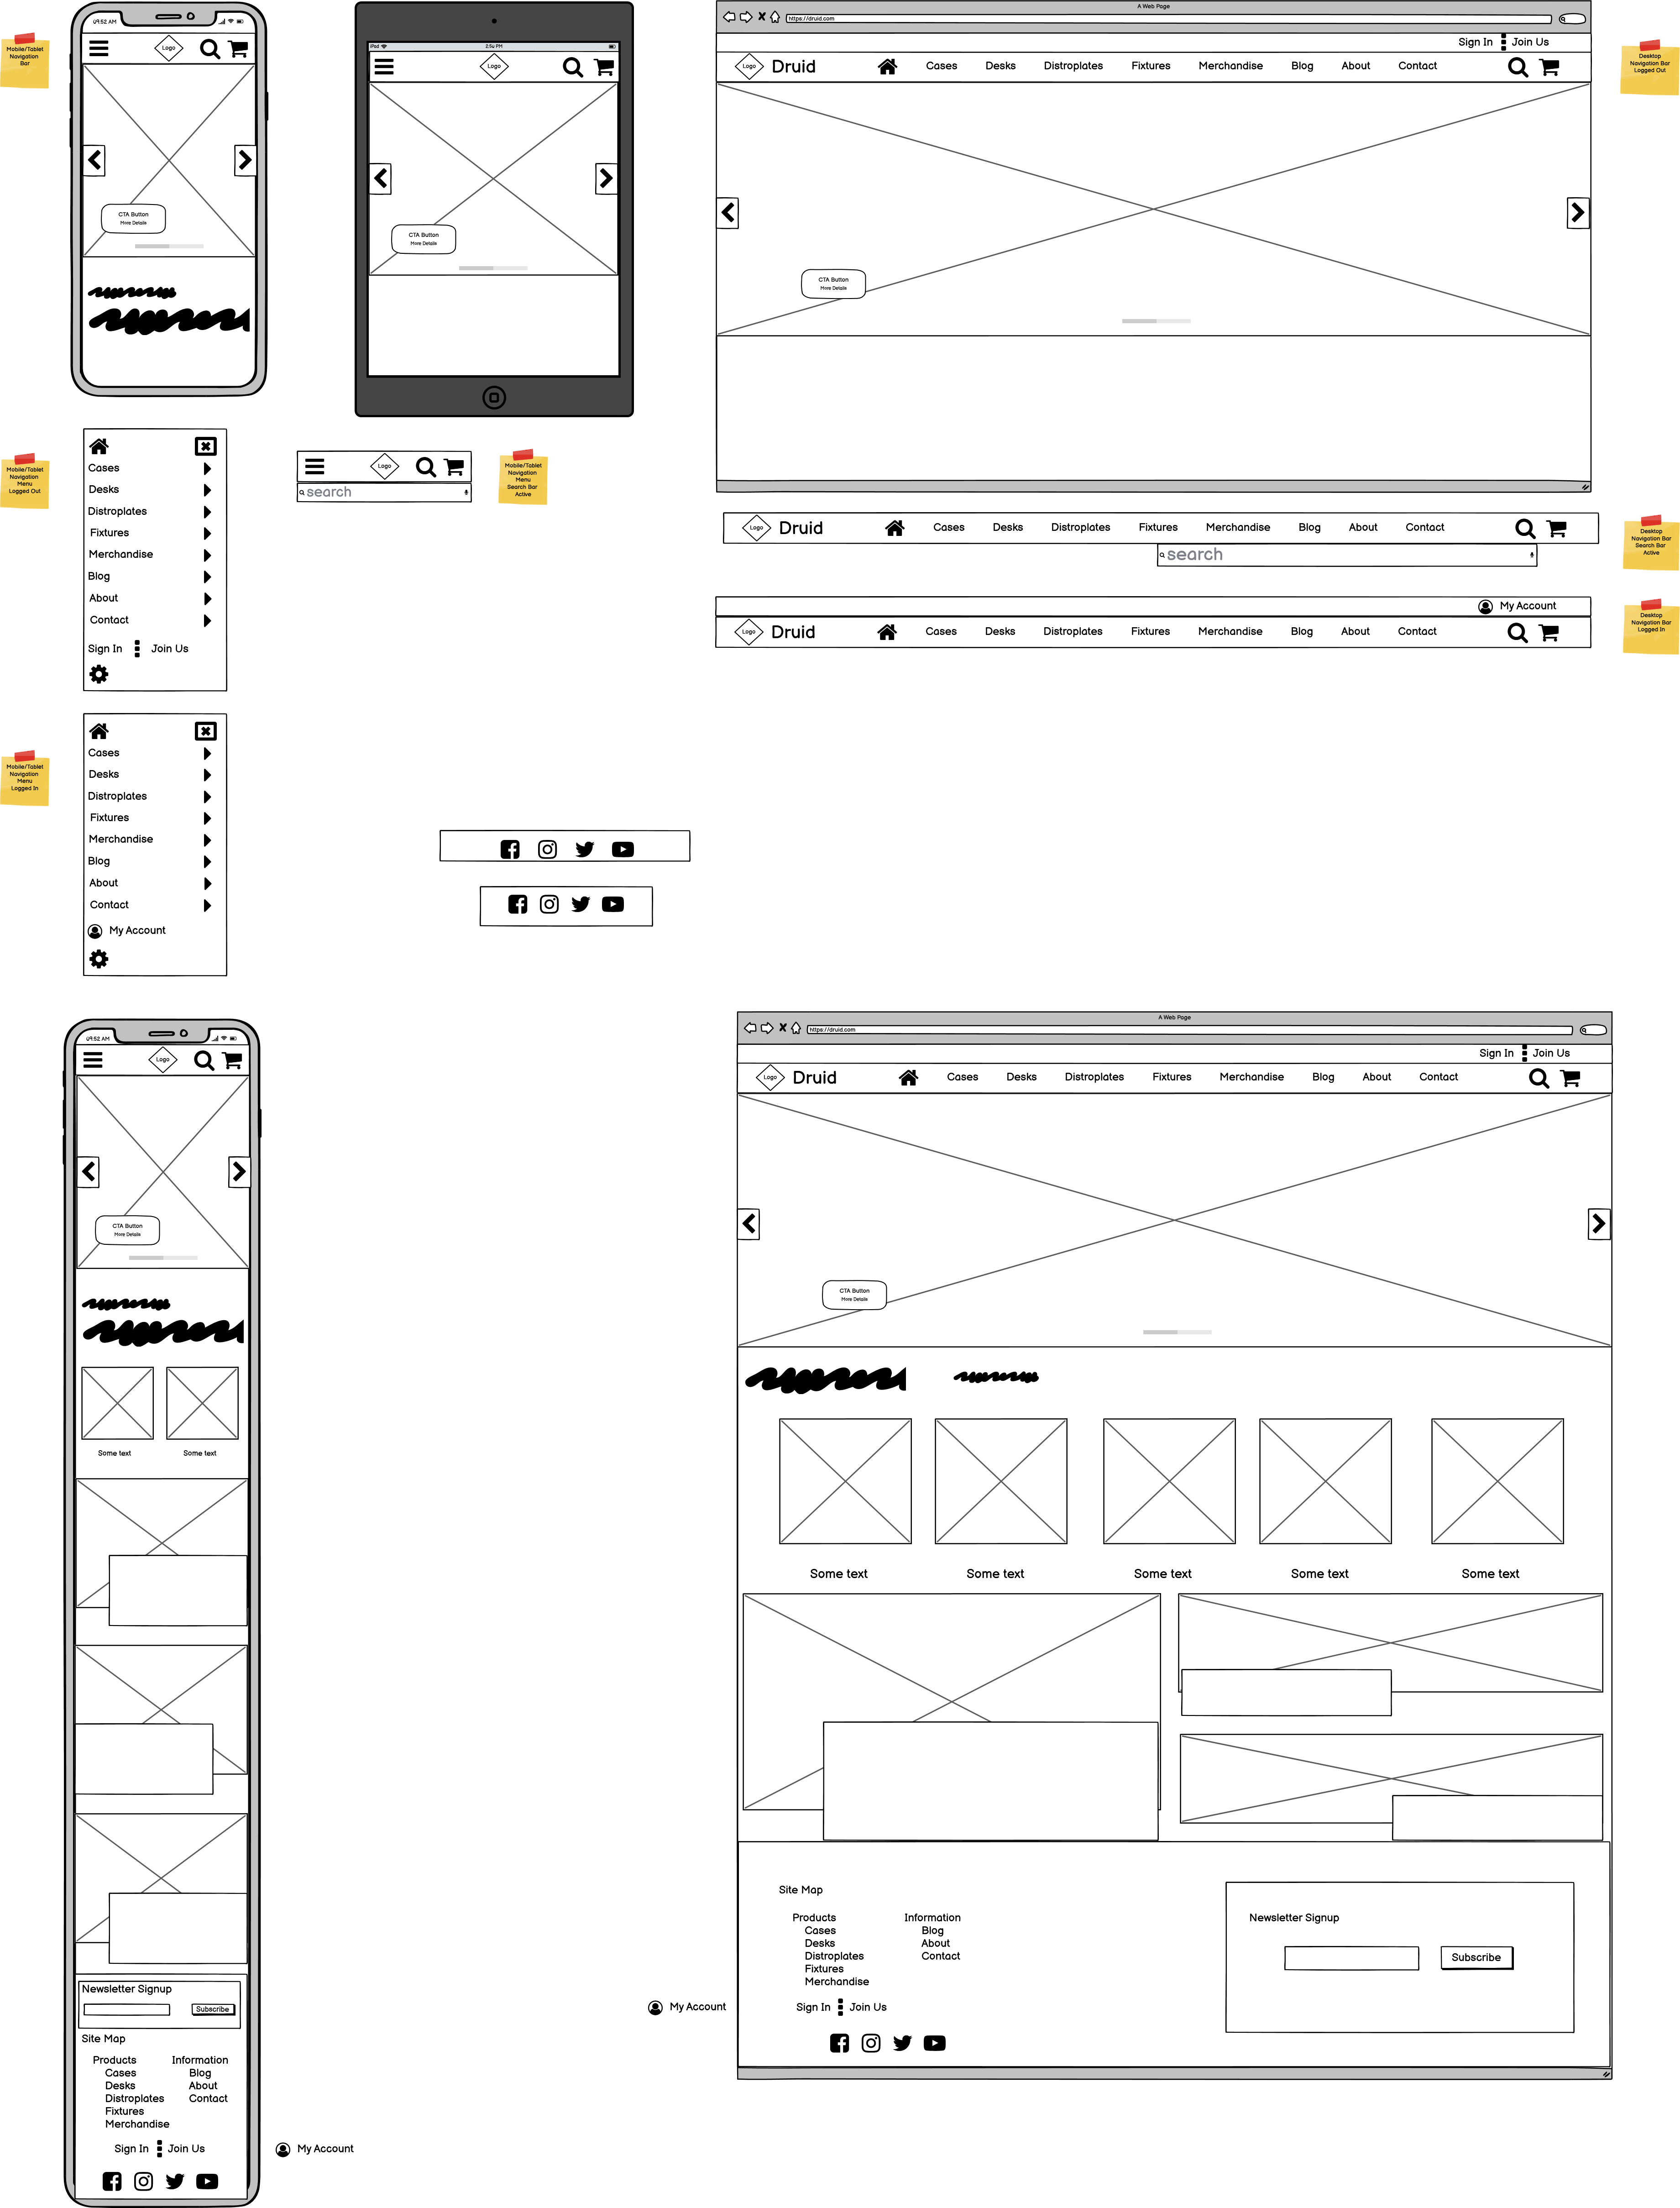 Mobile/Tablet
Navigation
Bar
09:52 AM
Logo
CTA Button
More Details
iPad
2:56 PM
Logo
CTA Button
More Details
A Web Page
https://druid.com
Sign In Join Us
Logo Druid Cases Desks Distroplates Fixtures Merchandise Blog About Contact
CTA Button
More Details
Desktop
Navigation Bar
Logged Out
Mobile/Tablet
Navigation
Menu
Logged Out
Cases
Desks
Distroplates
Fixtures
Merchandise
Blog
About
Contact
Sign In Join Us
Logo
search
Mobile/Tablet
Navigation
Menu
Search Bar
Active
Logo Druid Cases Desks Distroplates Fixtures Merchandise Blog About Contact
search
Desktop
Navigation Bar
Search Bar
Active
My Account
Logo Druid Cases Desks Distroplates Fixtures Merchandise Blog About Contact
Desktop
Navigation Bar
Logged In
Mobile/Tablet
Navigation
Menu
Logged In
Cases
Desks
Distroplates
Fixtures
Merchandise
Blog
About
Contact
My Account
09:52 AM
Logo
CTA Button
More Details
Some text Some text
Newsletter Signup
Subscribe
Site Map
Products Information
Cases Blog
Desks About
Distroplates Contact
Fixtures
Merchandise
Sign In Join Us
My Account
A Web Page
https://druid.com
Sign In Join Us
Logo Druid Cases Desks Distroplates Fixtures Merchandise Blog About Contact
CTA Button
More Details
Some text Some text Some text Some text Some text
Site Map
Products Information
Cases Blog
Desks About
Distroplates Contact
Fixtures
Merchandise
My Account
Sign In Join Us
Newsletter Signup
Subscribe